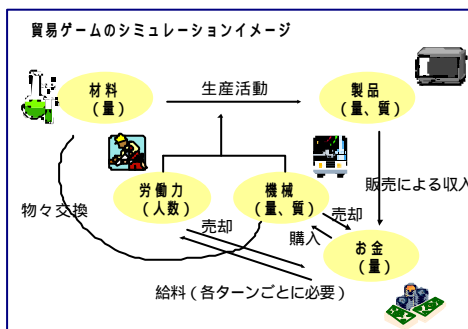 貿易ゲームのシミュレーションイメージ
材料
（量）
生産活動
製品
（量、質）
労働力
（人数）
機械
（量、質）
販売による収入
物々交換
売却
売却
購入
お金
（量）
給料（各ターンごとに必要）